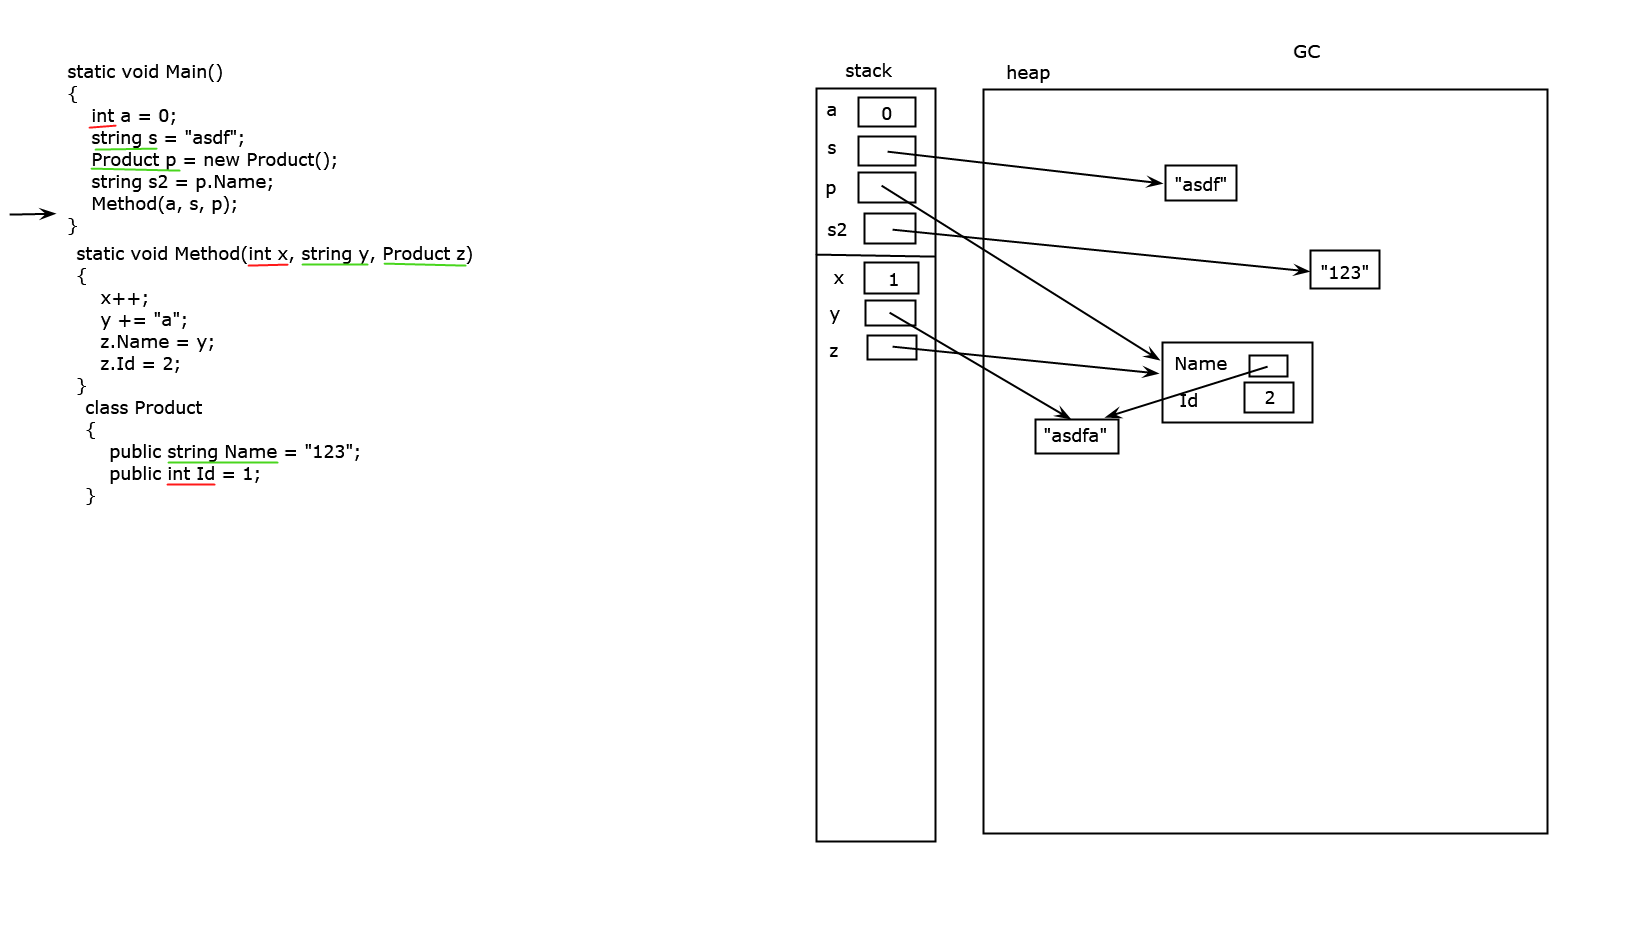 static void Main()
{
int a = 0;
string s = "asdf";
Product p = new Product();
string s2 = p.Name;
Method(a, s, p);
}
static void Method(int x, string y, Product z)
{
x++;
y += "a";
z.Name = y;
z.Id = 2;
}
class Product
{
public string Name = "123";
public int Id = 1;
}
stack
a 0
s
p
s2
x 1
y
z
GC
heap
"asdf"
"123"
Name
Id 2
"asdfa"